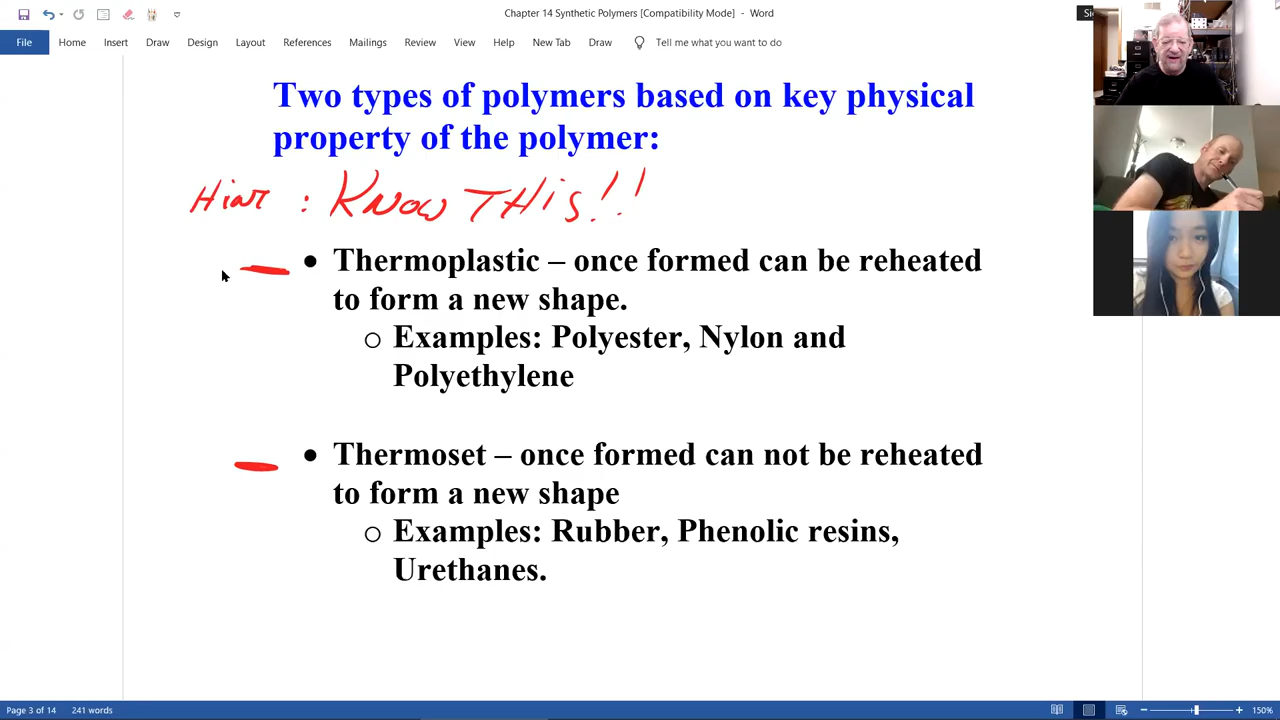 Chapter 14 Synthetic Polymers [Compatibility Mode] - Word
File Home Insert Draw Design Layout References Mailings Review View Help New Tab Draw Tell me what you want to do
Two types of polymers based on key physical
property of the polymer:
Hint : KNOW THIS!!
• Thermoplastic – once formed can be reheated
to form a new shape.
o Examples: Polyester, Nylon and
Polyethylene
• Thermoset – once formed can not be reheated
to form a new shape
o Examples: Rubber, Phenolic resins,
Urethanes.
Page 3 of 14 241 words 150%